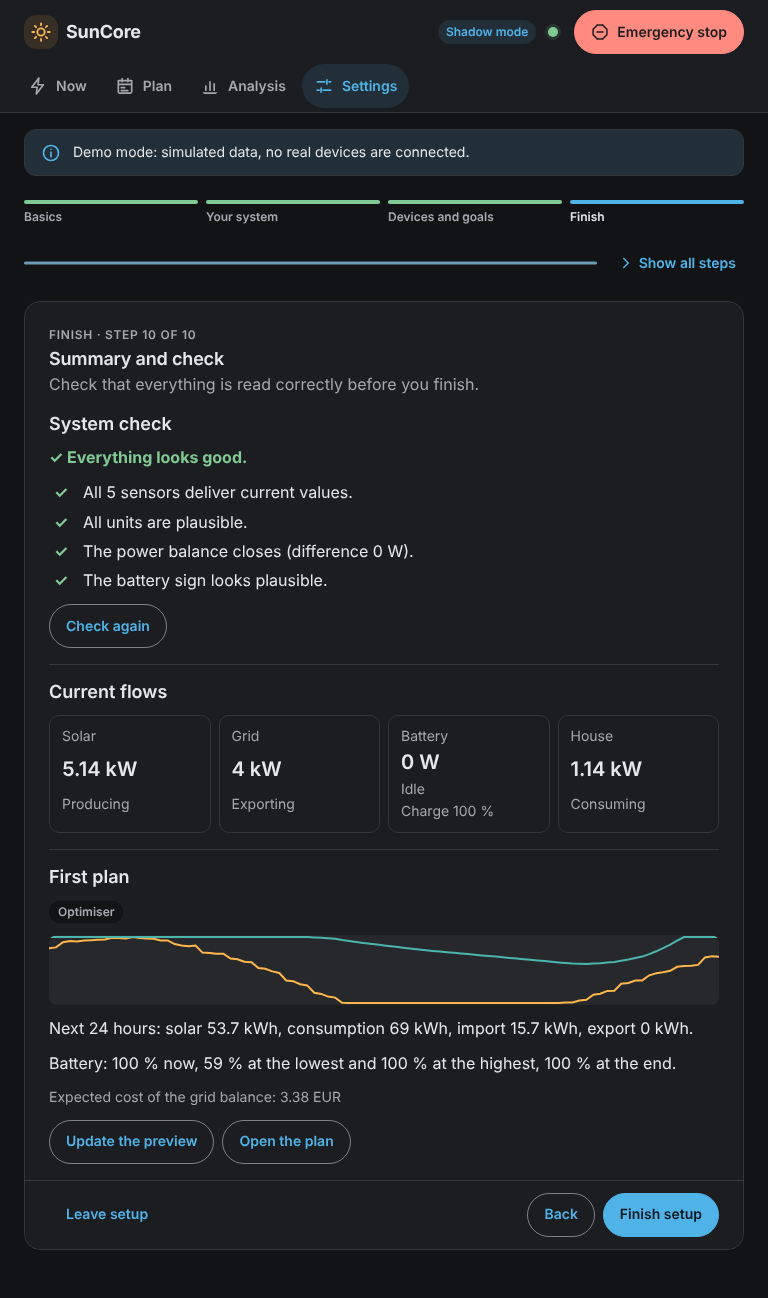 SunCore
Shadow mode
Emergency stop
Now
Plan
Analysis
Settings
Demo mode: simulated data, no real devices are connected.
Basics
Your system
Devices and goals
Finish
Show all steps
FINISH · STEP 10 OF 10
Summary and check
Check that everything is read correctly before you finish.
System check
Everything looks good.
All 5 sensors deliver current values.
All units are plausible.
The power balance closes (difference 0 W).
The battery sign looks plausible.
Check again
Current flows
Solar
5.14 kW
Producing
Grid
4 kW
Exporting
Battery
0 W
Idle
Charge 100 %
House
1.14 kW
Consuming
First plan
Optimiser
Next 24 hours: solar 53.7 kWh, consumption 69 kWh, import 15.7 kWh, export 0 kWh.
Battery: 100 % now, 59 % at the lowest and 100 % at the highest, 100 % at the end.
Expected cost of the grid balance: 3.38 EUR
Update the preview
Open the plan
Leave setup
Back
Finish setup